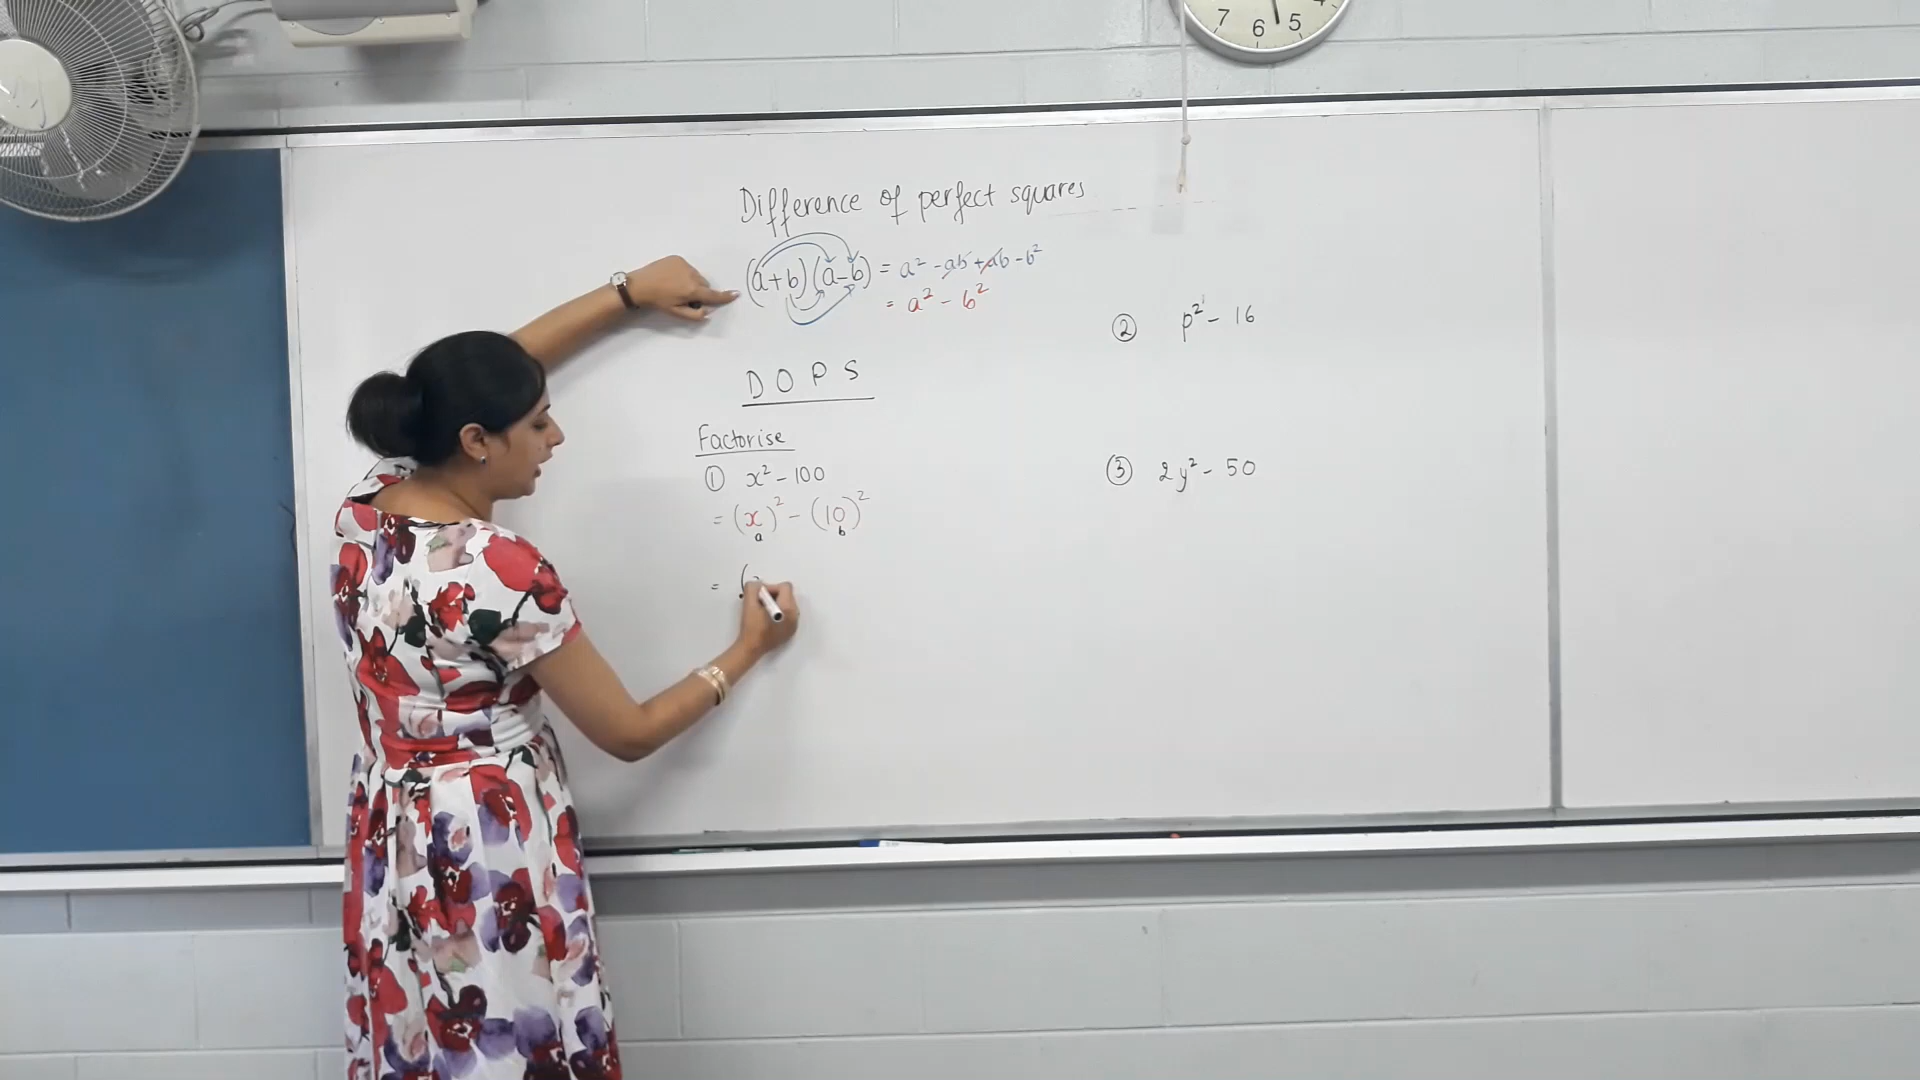 7 6 5 4
Difference of perfect squares
(a+b)(a-b) = a² - ab + ab - b²
= a² - b²
D O P S
Factorise
① x² - 100
= (x)² - (10)²
a b
= (
② p² - 16
③ 2y² - 50